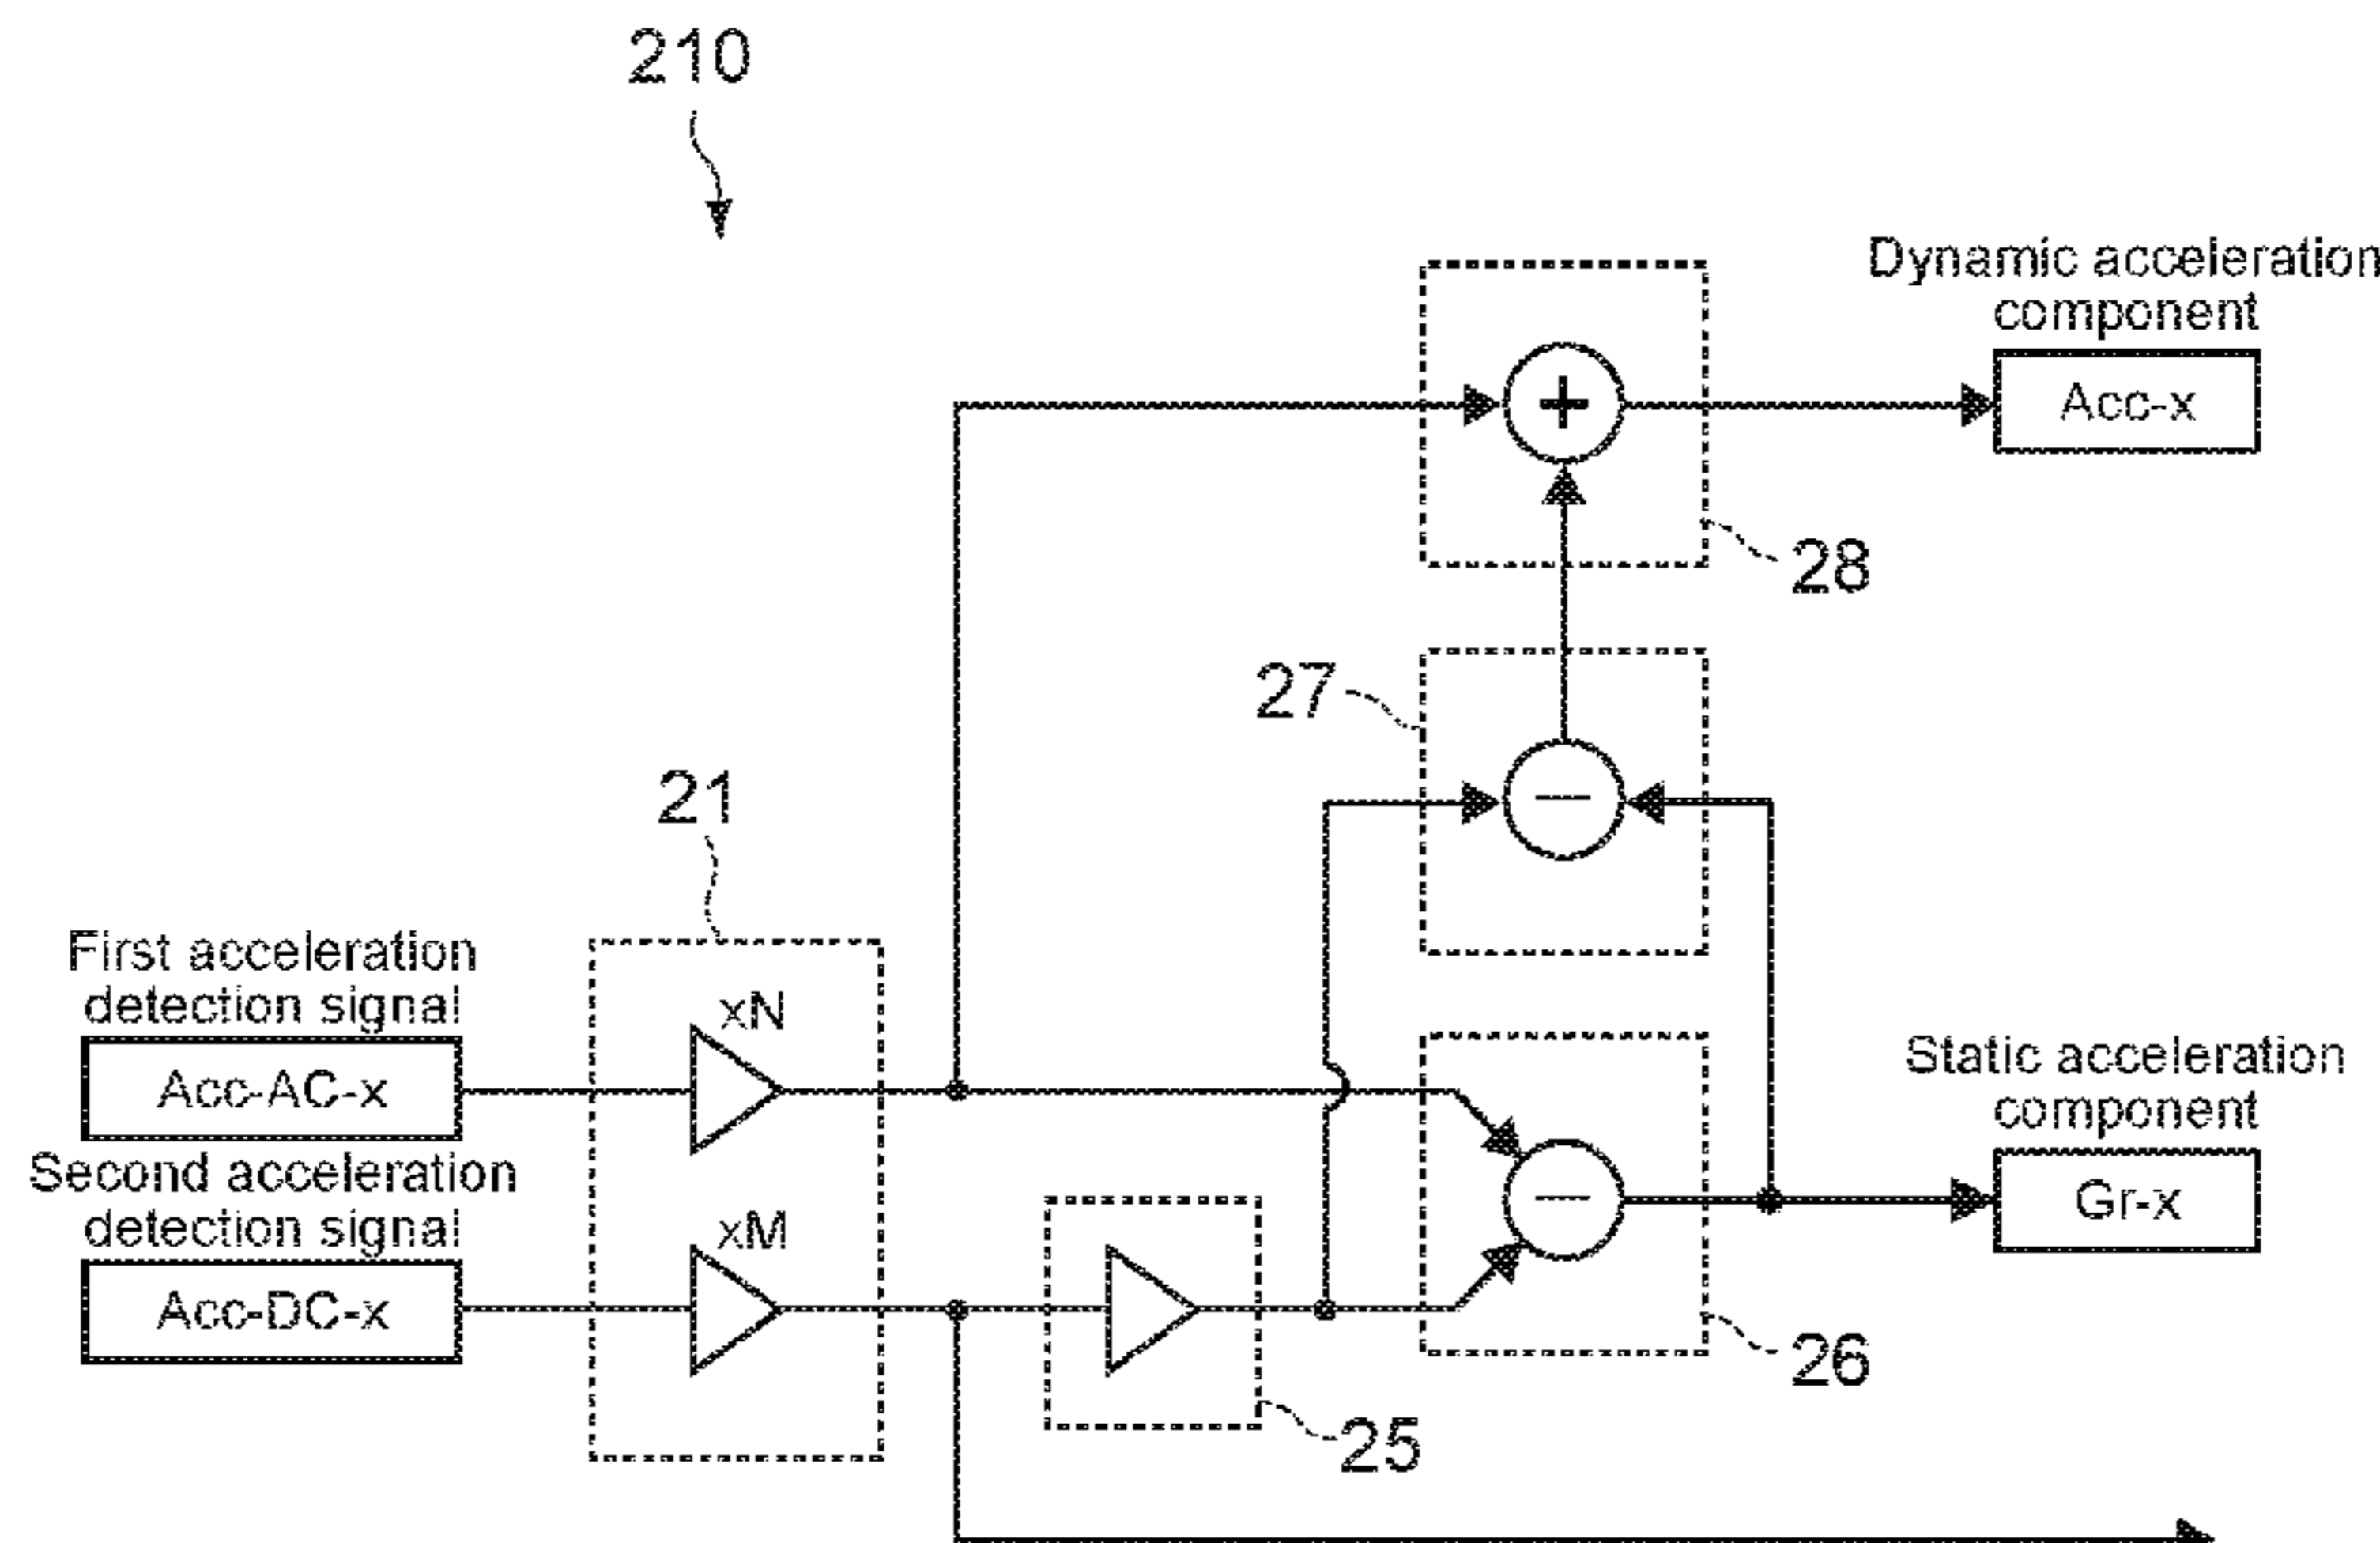 210
Dynamic acceleration
component
Acc-x
28
27
21
First acceleration
detection signal
xN
Acc-AC-x
Static acceleration
component
Gr-x
Second acceleration
detection signal
xM
Acc-DC-x
26
25